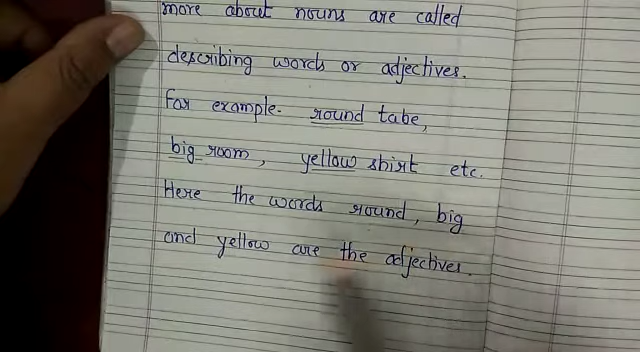 more about nouns are called
describing words or adjectives.
For example- round tabe,
big room, yellow shirt etc.
Here the words round, big
and yellow are the adjectives.